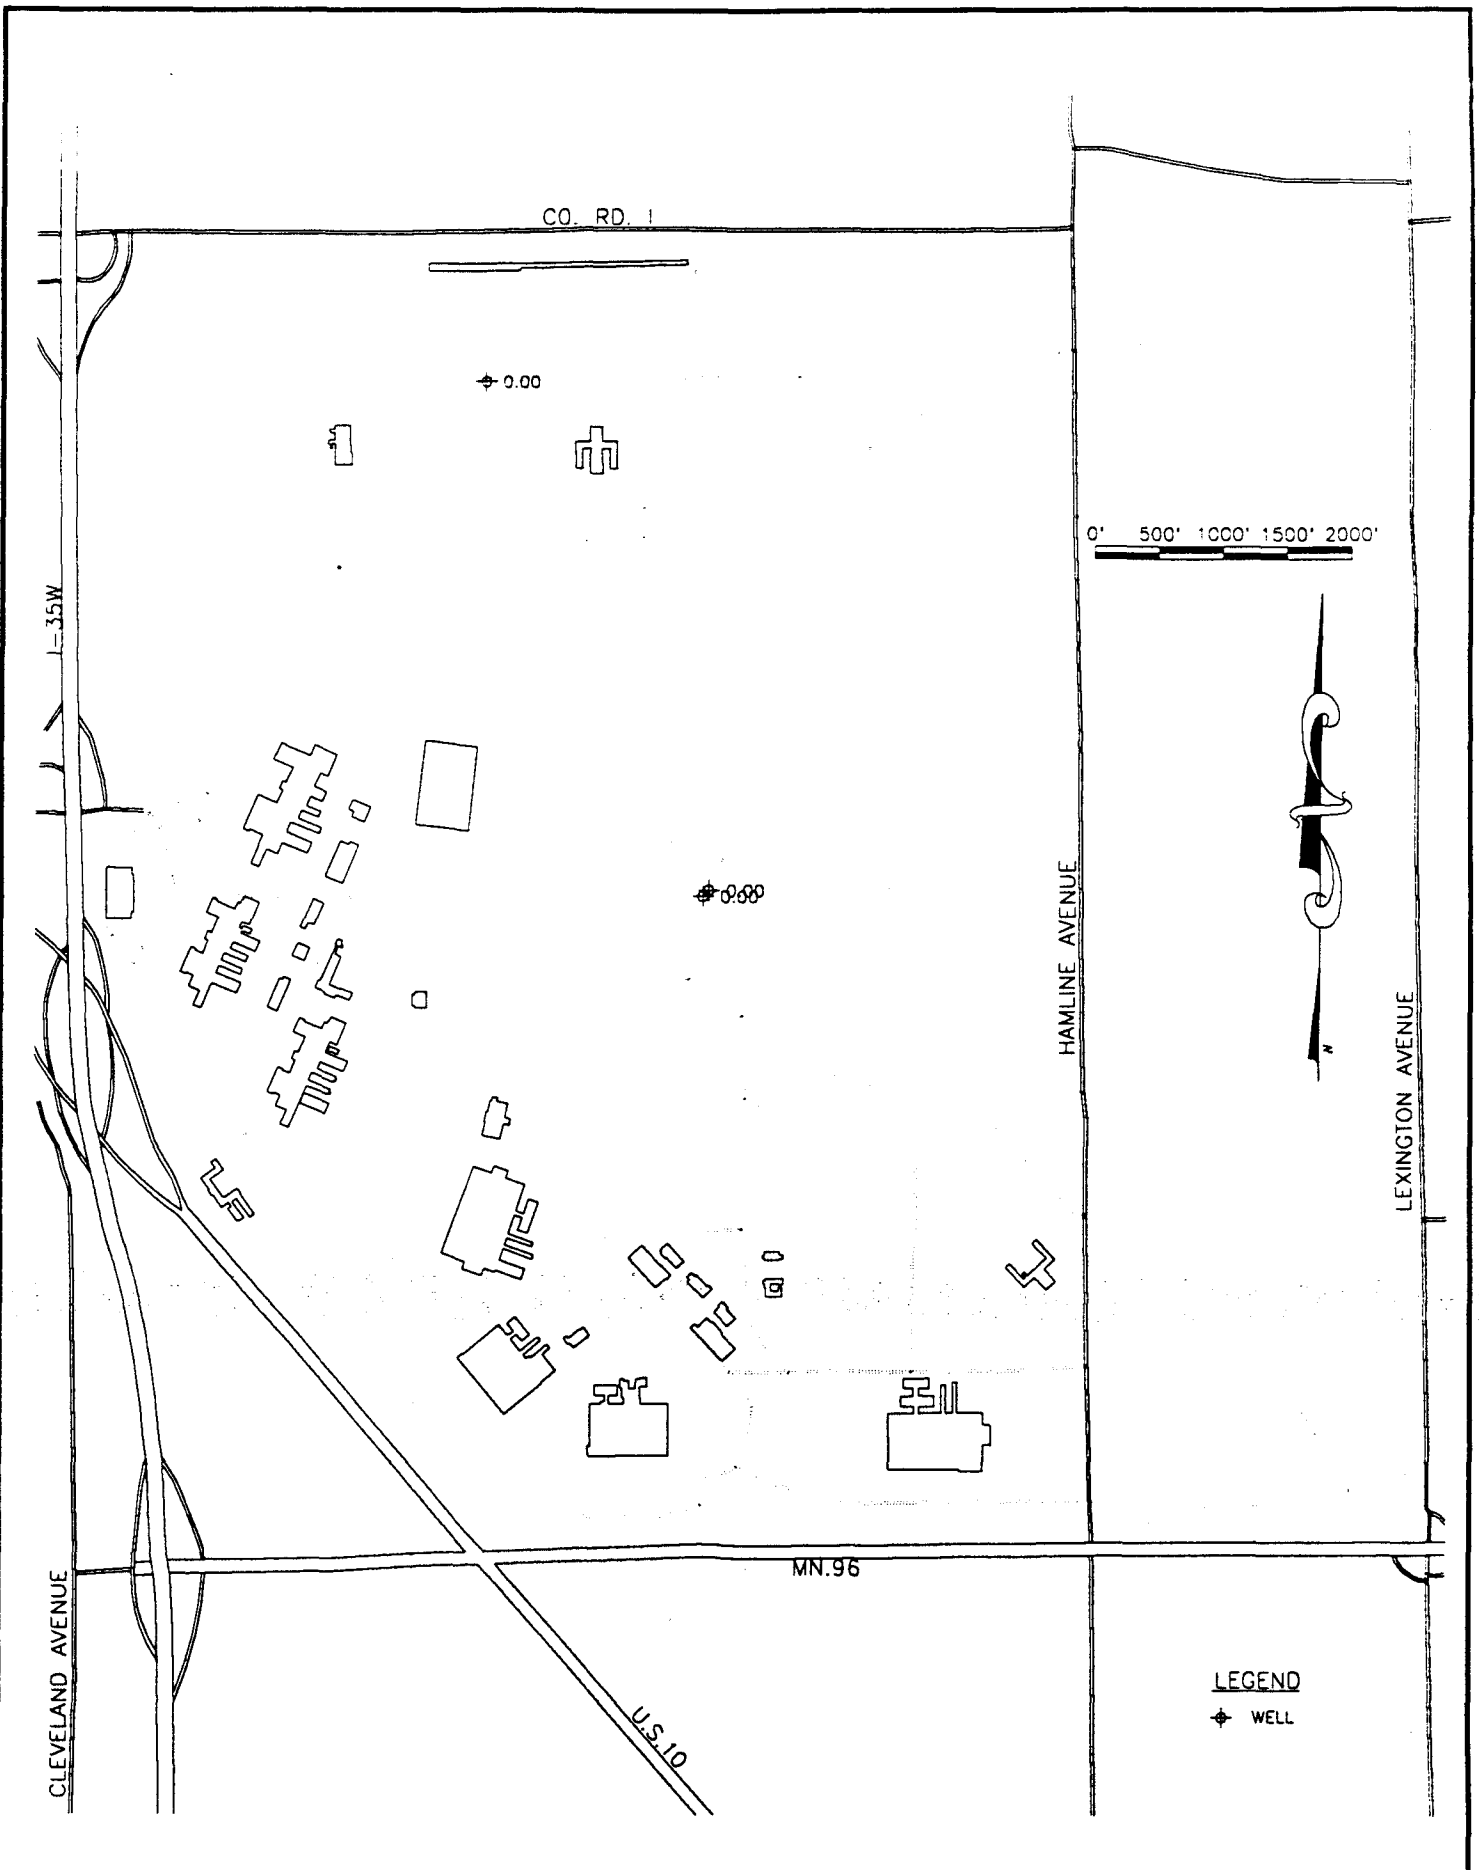 CO. RD. I
0.00
0' 500' 1000' 1500' 2000'
I-35W
0.00
0.00
HAMLINE AVENUE
LEXINGTON AVENUE
N
MN.96
CLEVELAND AVENUE
U.S.10
LEGEND
WELL